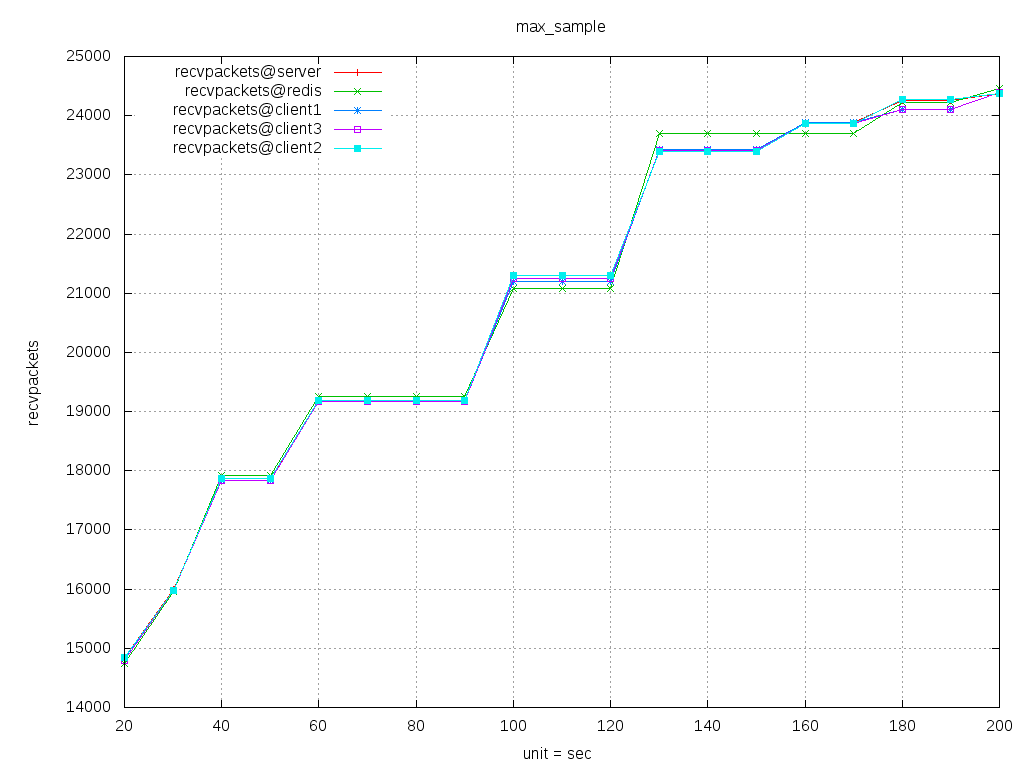 max_sample
25000
24000
23000
22000
21000
20000
19000
18000
17000
16000
15000
14000
recvpackets
recvpackets@server
recvpackets@redis
recvpackets@client1
recvpackets@client3
recvpackets@client2
20 40 60 80 100 120 140 160 180 200
unit = sec